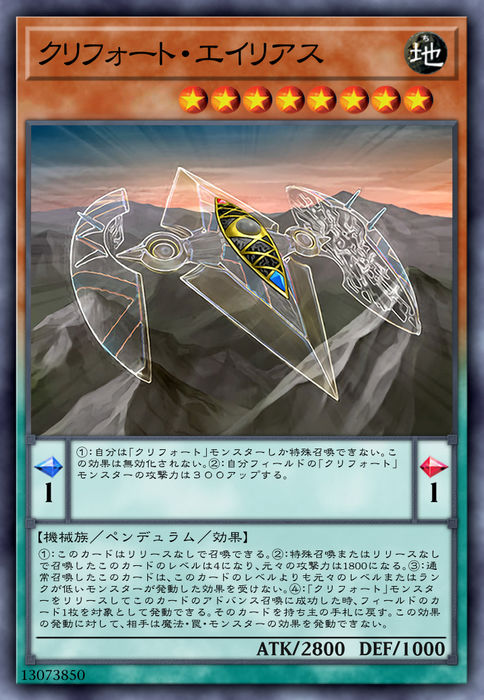 クリフォート・エイリアス
ち
地
①:自分は「クリフォート」モンスターしか特殊召喚できない。こ
の効果は無効化されない。②:自分フィールドの「クリフォート」
モンスターの攻撃力は３００アップする。
1
1
【機械族／ペンデュラム／効果】
①:このカードはリリースなしで召喚できる。②:特殊召喚またはリリースなし
で召喚したこのカードのレベルは4になり、元々の攻撃力は1800になる。③:通
常召喚したこのカードは、このカードのレベルよりも元々のレベルまたはラン
クが低いモンスターが発動した効果を受けない。④:「クリフォート」モンスタ
ーをリリースしてこのカードのアドバンス召喚に成功した時、フィールドのカ
ード1枚を対象として発動できる。そのカードを持ち主の手札に戻す。この効果
の発動に対して、相手は魔法・罠・モンスターの効果を発動できない。
ATK/2800 DEF/1000
13073850